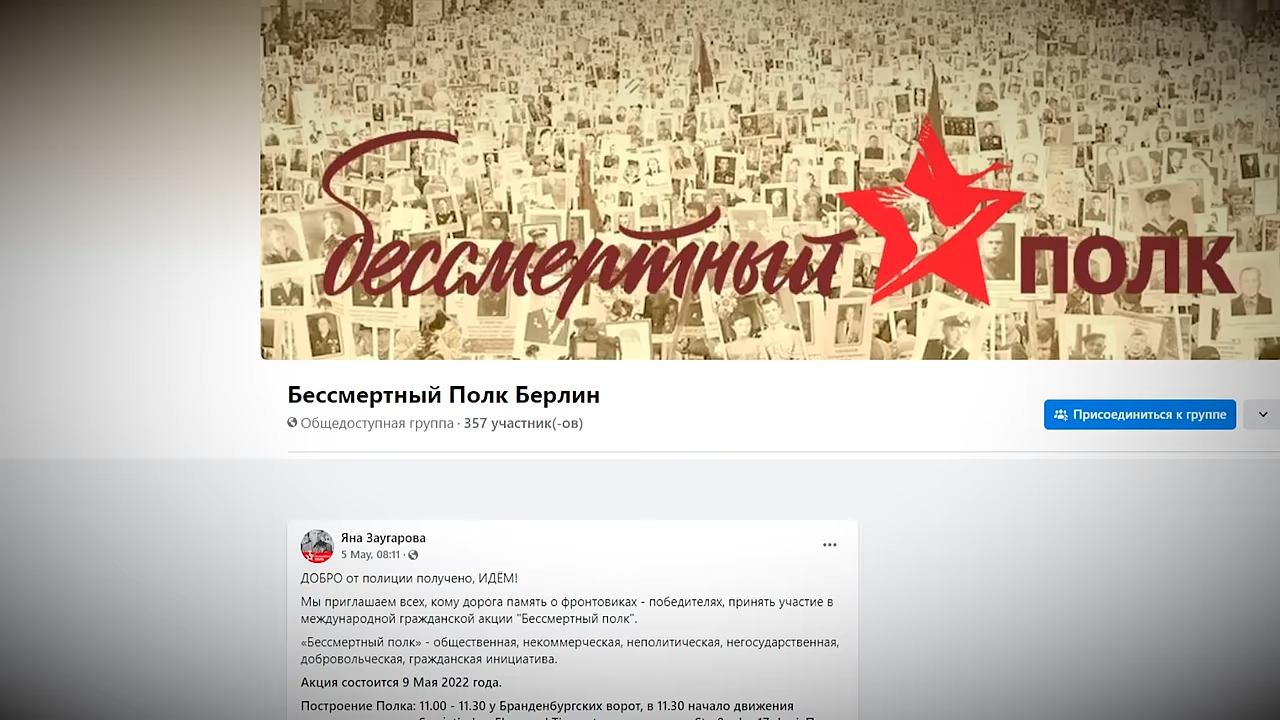 бессмертный полк
Бессмертный Полк Берлин
Общедоступная группа · 357 участник(-ов)
Присоединиться к группе
Яна Заугарова
5 May, 08:11 ·
ДОБРО от полиции получено, ИДЁМ!
Мы приглашаем всех, кому дорога память о фронтовиках - победителях, принять участие в
международной гражданской акции "Бессмертный полк".
«Бессмертный полк» - общественная, некоммерческая, неполитическая, негосударственная,
добровольческая, гражданская инициатива.
Акция состоится 9 Мая 2022 года.
Построение Полка: 11.00 - 11.30 у Бранденбургских ворот, в 11.30 начало движения